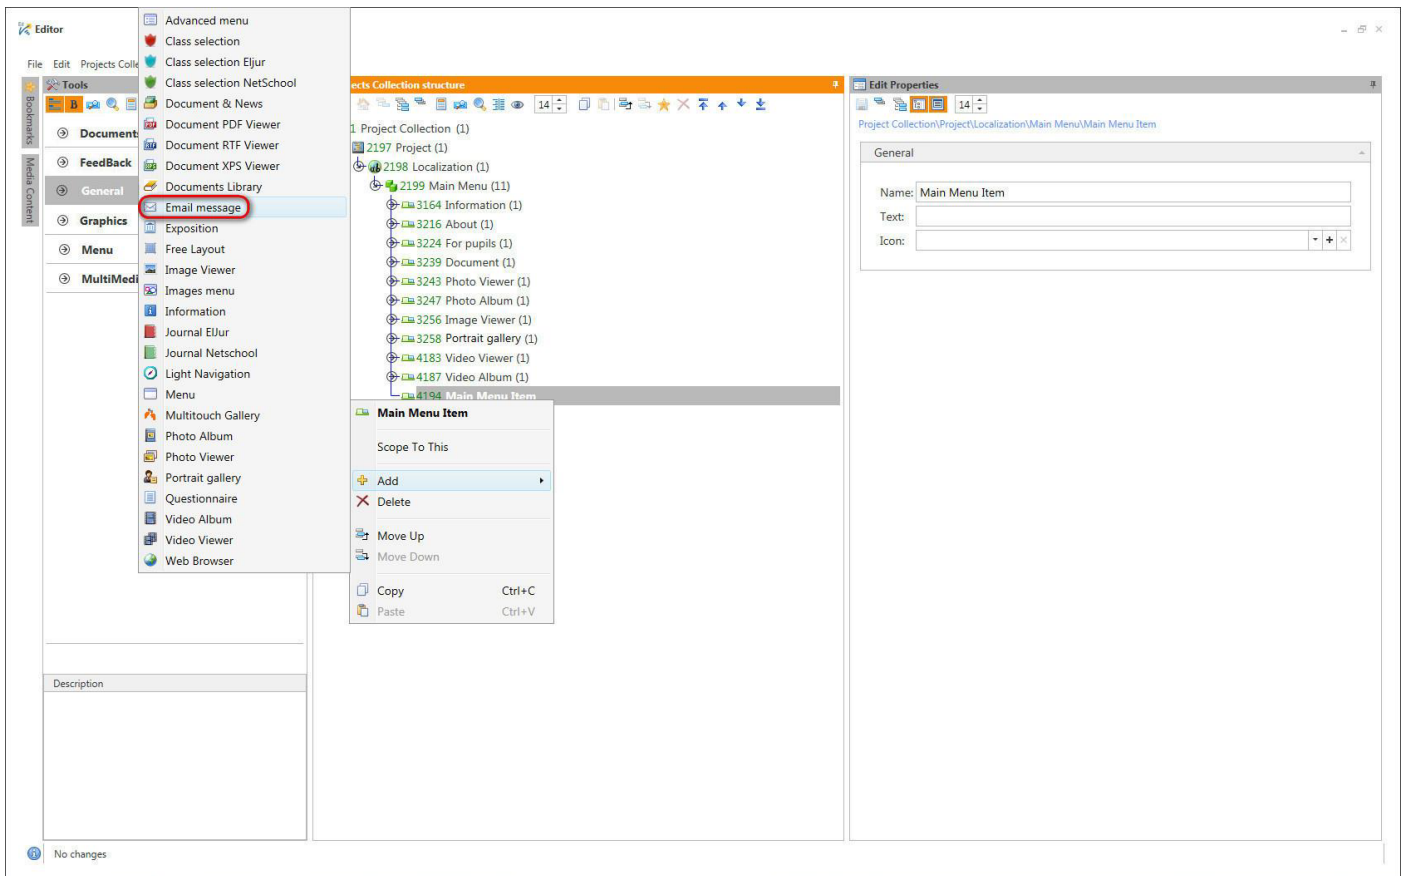 Editor
File Edit Projects Colle
Bookmarks
Media Content
Tools
B
Documents
FeedBack
General
Graphics
Menu
MultiMedi
Description
No changes
Advanced menu
Class selection
Class selection Eljur
Class selection NetSchool
Document & News
Document PDF Viewer
Document RTF Viewer
Document XPS Viewer
Documents Library
Email message
Exposition
Free Layout
Image Viewer
Images menu
Information
Journal ElJur
Journal Netschool
Light Navigation
Menu
Multitouch Gallery
Photo Album
Photo Viewer
Portrait gallery
Questionnaire
Video Album
Video Viewer
Web Browser
ects Collection structure
14
1 Project Collection (1)
2197 Project (1)
2198 Localization (1)
2199 Main Menu (11)
3164 Information (1)
3216 About (1)
3224 For pupils (1)
3239 Document (1)
3243 Photo Viewer (1)
3247 Photo Album (1)
3256 Image Viewer (1)
3258 Portrait gallery (1)
4183 Video Viewer (1)
4187 Video Album (1)
4194 Main Menu Item
Main Menu Item
Scope To This
Add
Delete
Move Up
Move Down
Copy Ctrl+C
Paste Ctrl+V
Edit Properties
14
Project Collection\Project\Localization\Main Menu\Main Menu Item
General
Name: Main Menu Item
Text:
Icon: